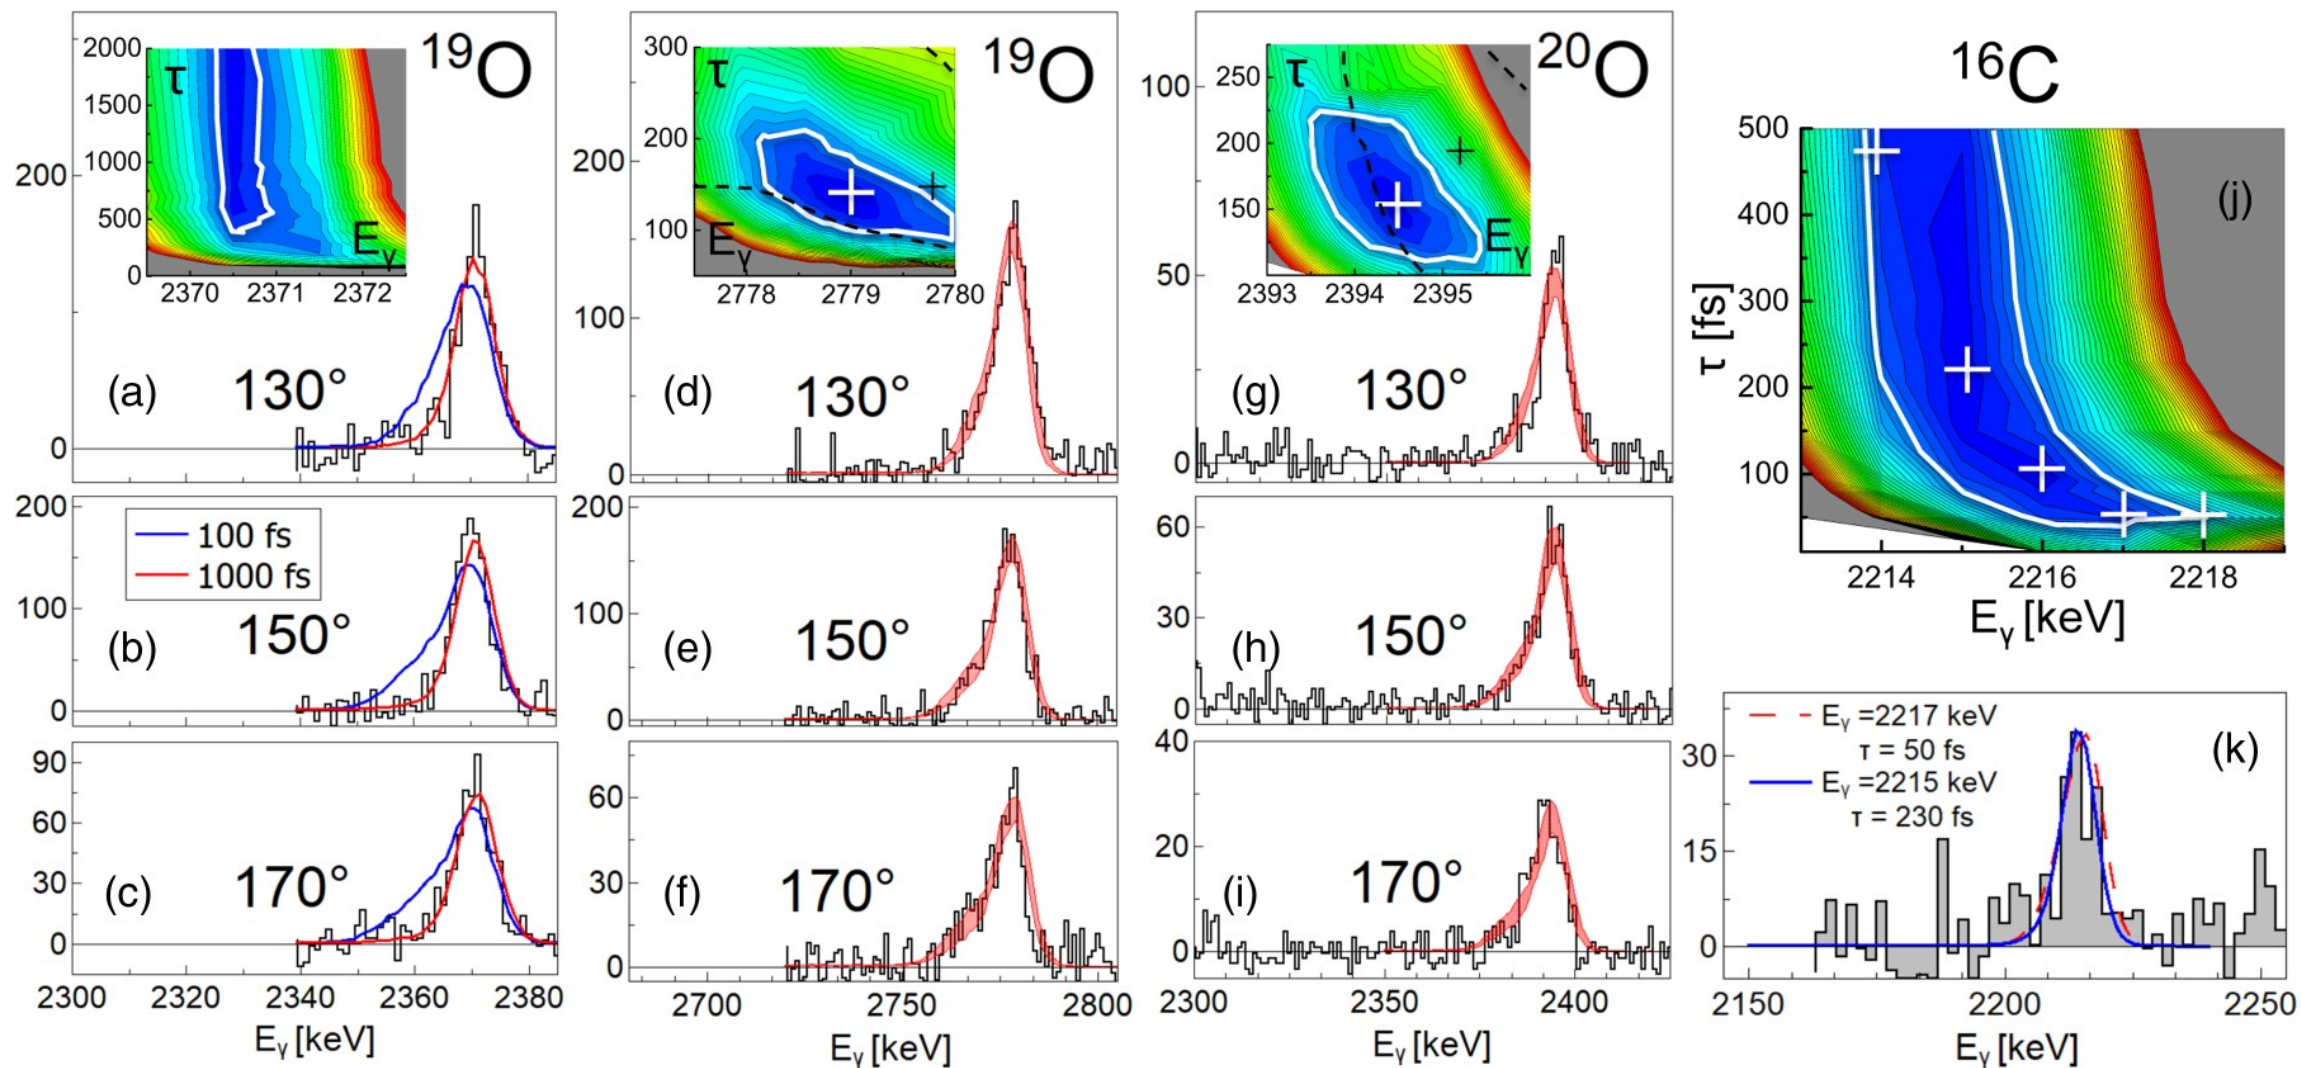 ¹⁹O
200
0
2000
1500
1000
500
0
τ
Eγ
2370 2371 2372
(a) 130°
200
100
0
100 fs
1000 fs
(b) 150°
90
60
30
0
(c) 170°
2300 2320 2340 2360 2380
Eγ [keV]
¹⁹O
200
100
0
300
200
100
τ
Eγ
2778 2779 2780
(d) 130°
200
100
0
(e) 150°
60
30
0
(f) 170°
2700 2750 2800
Eγ [keV]
²⁰O
100
50
0
250
200
150
τ
Eγ
2393 2394 2395
(g) 130°
60
30
0
(h) 150°
40
20
0
(i) 170°
2300 2350 2400
Eγ [keV]
¹⁶C
500
400
300
200
100
τ [fs]
(j)
2214 2216 2218
Eγ [keV]
30
15
0
Eγ =2217 keV
τ = 50 fs
Eγ =2215 keV
τ = 230 fs
(k)
2150 2200 2250
Eγ [keV]